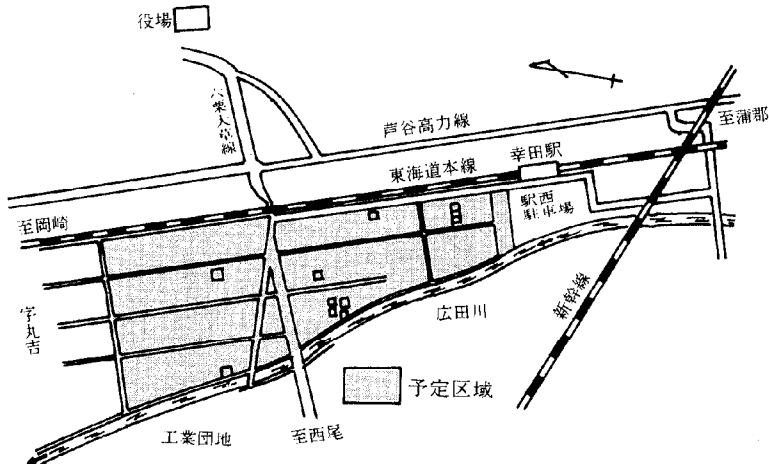 役場
六栗大草線
芦谷高力線
至蒲郡
東海道本線
幸田駅
至岡崎
駅西
駐車場
字丸吉
広田川
新幹線
予定区域
工業団地
至西尾